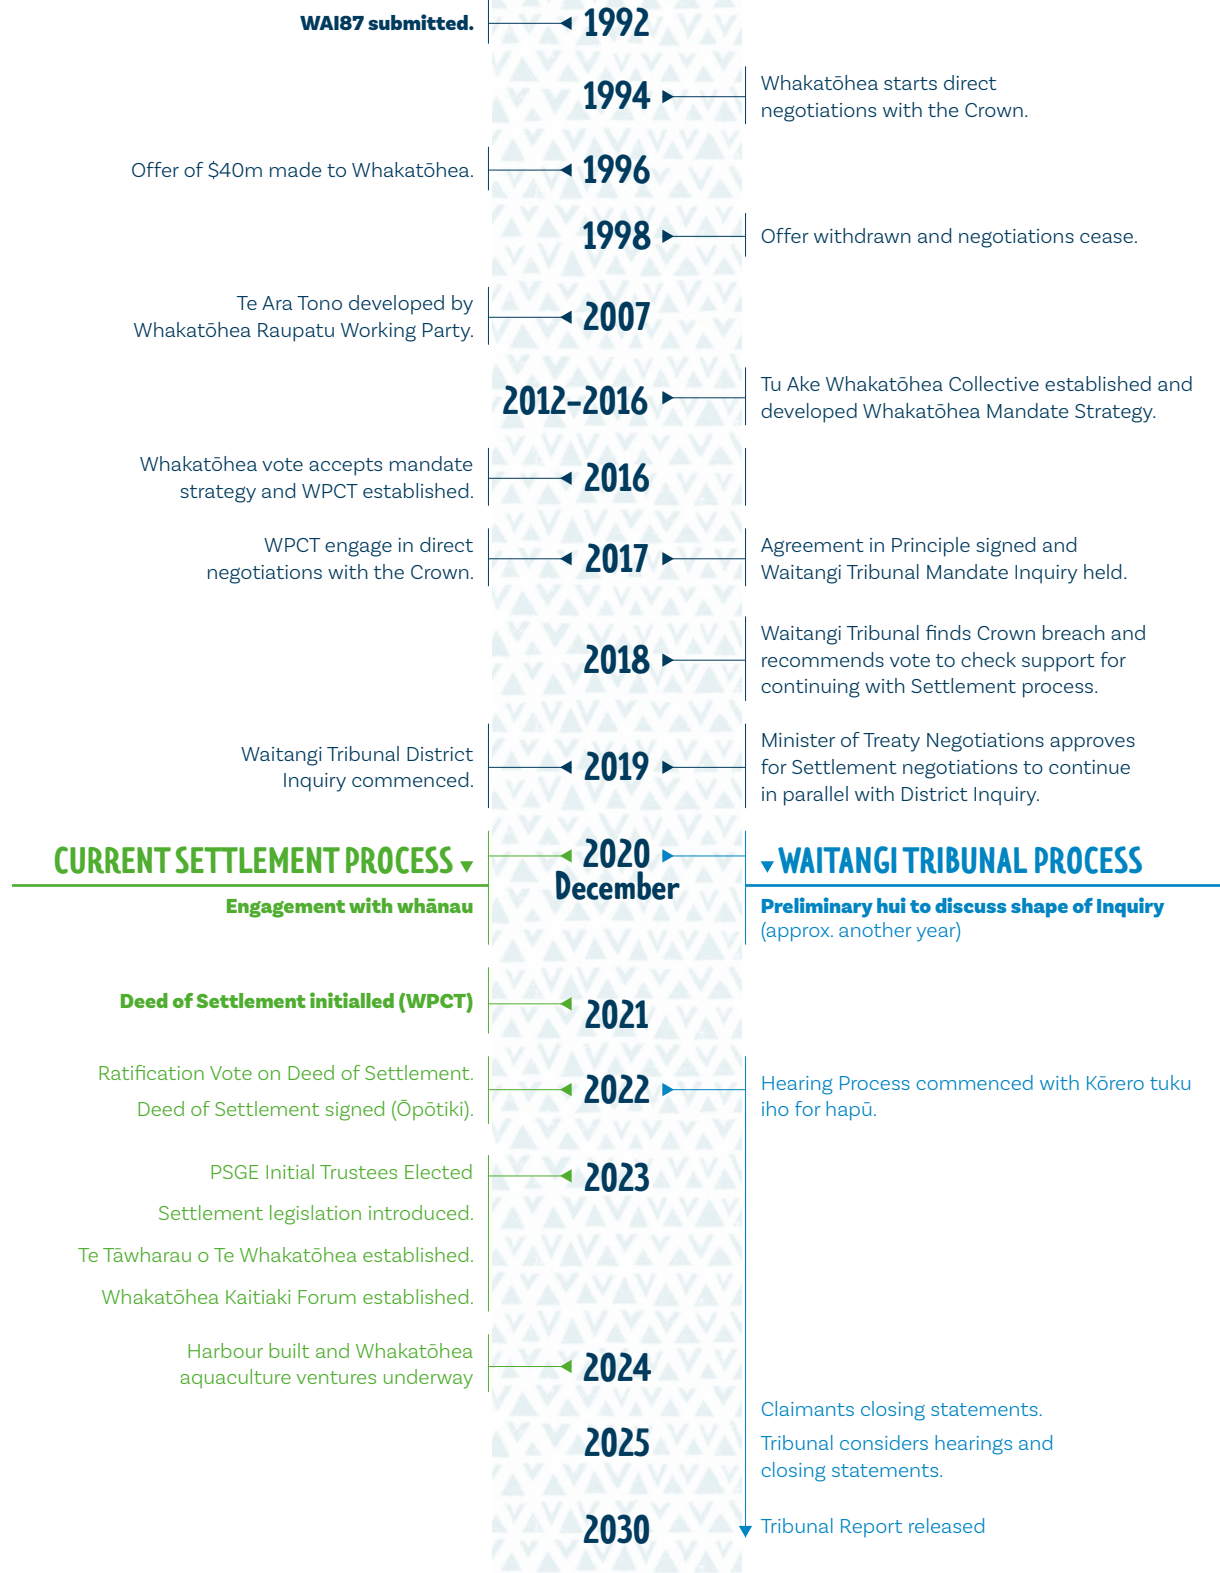 WAI87 submitted.
1992
1994
Whakatōhea starts direct
negotiations with the Crown.
Offer of $40m made to Whakatōhea.
1996
1998
Offer withdrawn and negotiations cease.
Te Ara Tono developed by
Whakatōhea Raupatu Working Party.
2007
2012–2016
Tu Ake Whakatōhea Collective established and
developed Whakatōhea Mandate Strategy.
Whakatōhea vote accepts mandate
strategy and WPCT established.
2016
WPCT engage in direct
negotiations with the Crown.
2017
Agreement in Principle signed and
Waitangi Tribunal Mandate Inquiry held.
2018
Waitangi Tribunal finds Crown breach and
recommends vote to check support for
continuing with Settlement process.
Waitangi Tribunal District
Inquiry commenced.
2019
Minister of Treaty Negotiations approves
for Settlement negotiations to continue
in parallel with District Inquiry.
CURRENT SETTLEMENT PROCESS
Engagement with whānau
2020
December
WAITANGI TRIBUNAL PROCESS
Preliminary hui to discuss shape of Inquiry
(approx. another year)
Deed of Settlement initialled (WPCT)
2021
Ratification Vote on Deed of Settlement.
Deed of Settlement signed (Ōpōtiki).
2022
Hearing Process commenced with Kōrero tuku
iho for hapū.
PSGE Initial Trustees Elected
2023
Settlement legislation introduced.
Te Tāwharau o Te Whakatōhea established.
Whakatōhea Kaitiaki Forum established.
Harbour built and Whakatōhea
aquaculture ventures underway
2024
Claimants closing statements.
2025
Tribunal considers hearings and
closing statements.
2030
Tribunal Report released